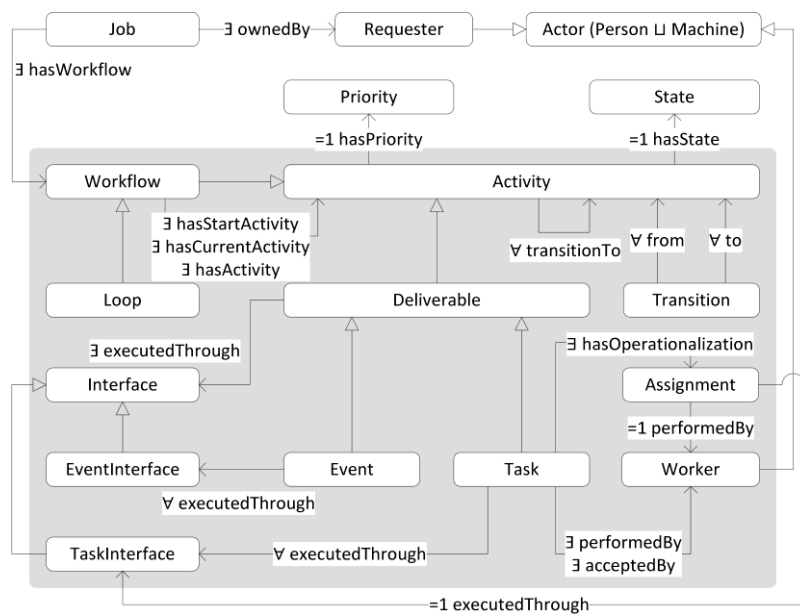 Job
∃ ownedBy
Requester
Actor (Person ⊔ Machine)
∃ hasWorkflow
Priority
State
=1 hasPriority
=1 hasState
Workflow
Activity
∃ hasStartActivity
∃ hasCurrentActivity
∃ hasActivity
∀ transitionTo
∀ from
∀ to
Loop
Deliverable
Transition
∃ executedThrough
∃ hasOperationalization
Interface
Assignment
=1 performedBy
EventInterface
Event
Task
Worker
∀ executedThrough
TaskInterface
∀ executedThrough
∃ performedBy
∃ acceptedBy
=1 executedThrough